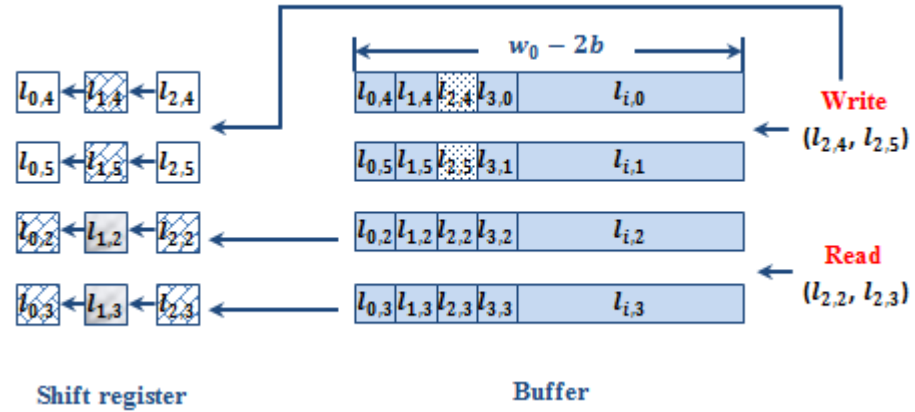 w₀ − 2b
l₀,₄ l₁,₄ l₂,₄ l₀,₄ l₁,₄ l₂,₄ l₃,₀ lᵢ,₀ Write
(l₂,₄, l₂,₅)
l₀,₅ l₁,₅ l₂,₅ l₀,₅ l₁,₅ l₂,₅ l₃,₁ lᵢ,₁
l₀,₂ l₁,₂ l₂,₂ l₀,₂ l₁,₂ l₂,₂ l₃,₂ lᵢ,₂
Read
(l₂,₂, l₂,₃)
l₀,₃ l₁,₃ l₂,₃ l₀,₃ l₁,₃ l₂,₃ l₃,₃ lᵢ,₃
Shift register Buffer